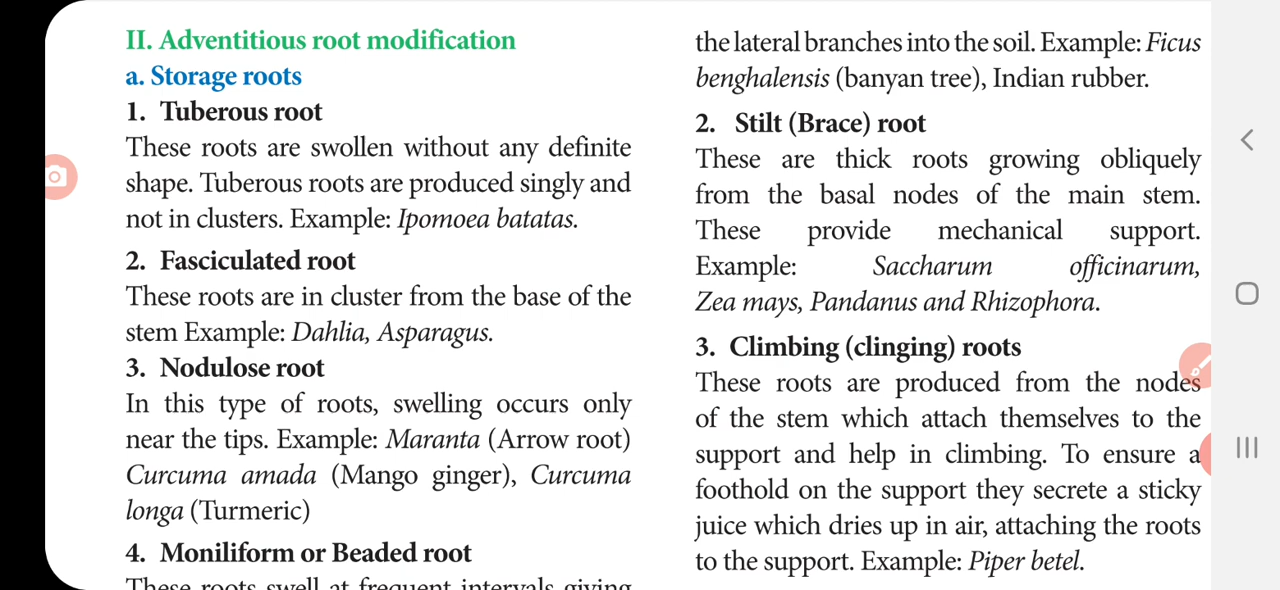 II. Adventitious root modification
a. Storage roots
1. Tuberous root
These roots are swollen without any definite
shape. Tuberous roots are produced singly and
not in clusters. Example: Ipomoea batatas.
2. Fasciculated root
These roots are in cluster from the base of the
stem Example: Dahlia, Asparagus.
3. Nodulose root
In this type of roots, swelling occurs only
near the tips. Example: Maranta (Arrow root)
Curcuma amada (Mango ginger), Curcuma
longa (Turmeric)
4. Moniliform or Beaded root
These roots swell at frequent intervals giving
the lateral branches into the soil. Example: Ficus
benghalensis (banyan tree), Indian rubber.
2. Stilt (Brace) root
These are thick roots growing obliquely
from the basal nodes of the main stem.
These provide mechanical support.
Example: Saccharum officinarum,
Zea mays, Pandanus and Rhizophora.
3. Climbing (clinging) roots
These roots are produced from the nodes
of the stem which attach themselves to the
support and help in climbing. To ensure a
foothold on the support they secrete a sticky
juice which dries up in air, attaching the roots
to the support. Example: Piper betel.